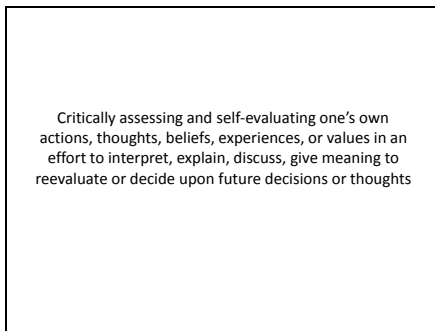 Critically assessing and self-evaluating one’s own
actions, thoughts, beliefs, experiences, or values in an
effort to interpret, explain, discuss, give meaning to
reevaluate or decide upon future decisions or thoughts